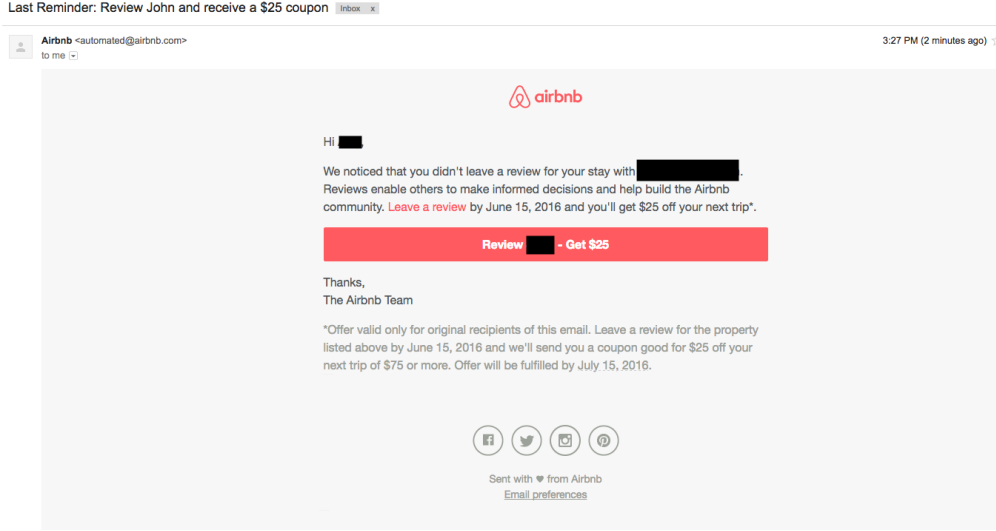 Last Reminder: Review John and receive a $25 coupon Inbox x
Airbnb <automated@airbnb.com> 3:27 PM (2 minutes ago)
to me
airbnb
Hi
We noticed that you didn't leave a review for your stay with .
Reviews enable others to make informed decisions and help build the Airbnb
community. Leave a review by June 15, 2016 and you'll get $25 off your next trip*.
Review - Get $25
Thanks,
The Airbnb Team
*Offer valid only for original recipients of this email. Leave a review for the property
listed above by June 15, 2016 and we'll send you a coupon good for $25 off your
next trip of $75 or more. Offer will be fulfilled by July 15, 2016.
Sent with ♥ from Airbnb
Email preferences